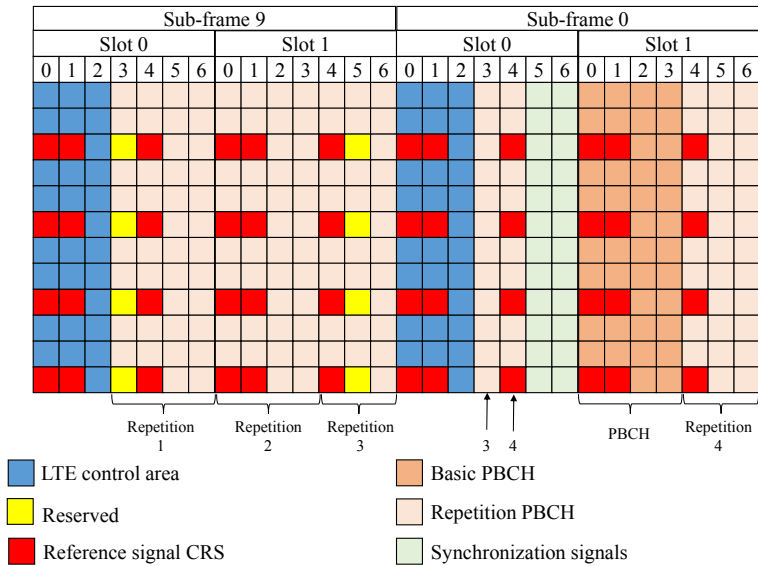 Sub-frame 9 Sub-frame 0
Slot 0 Slot 1 Slot 0 Slot 1
0 1 2 3 4 5 6 0 1 2 3 4 5 6 0 1 2 3 4 5 6 0 1 2 3 4 5 6
Repetition 1
Repetition 2
Repetition 3
3
4
PBCH
Repetition 4
LTE control area
Basic PBCH
Reserved
Repetition PBCH
Reference signal CRS
Synchronization signals